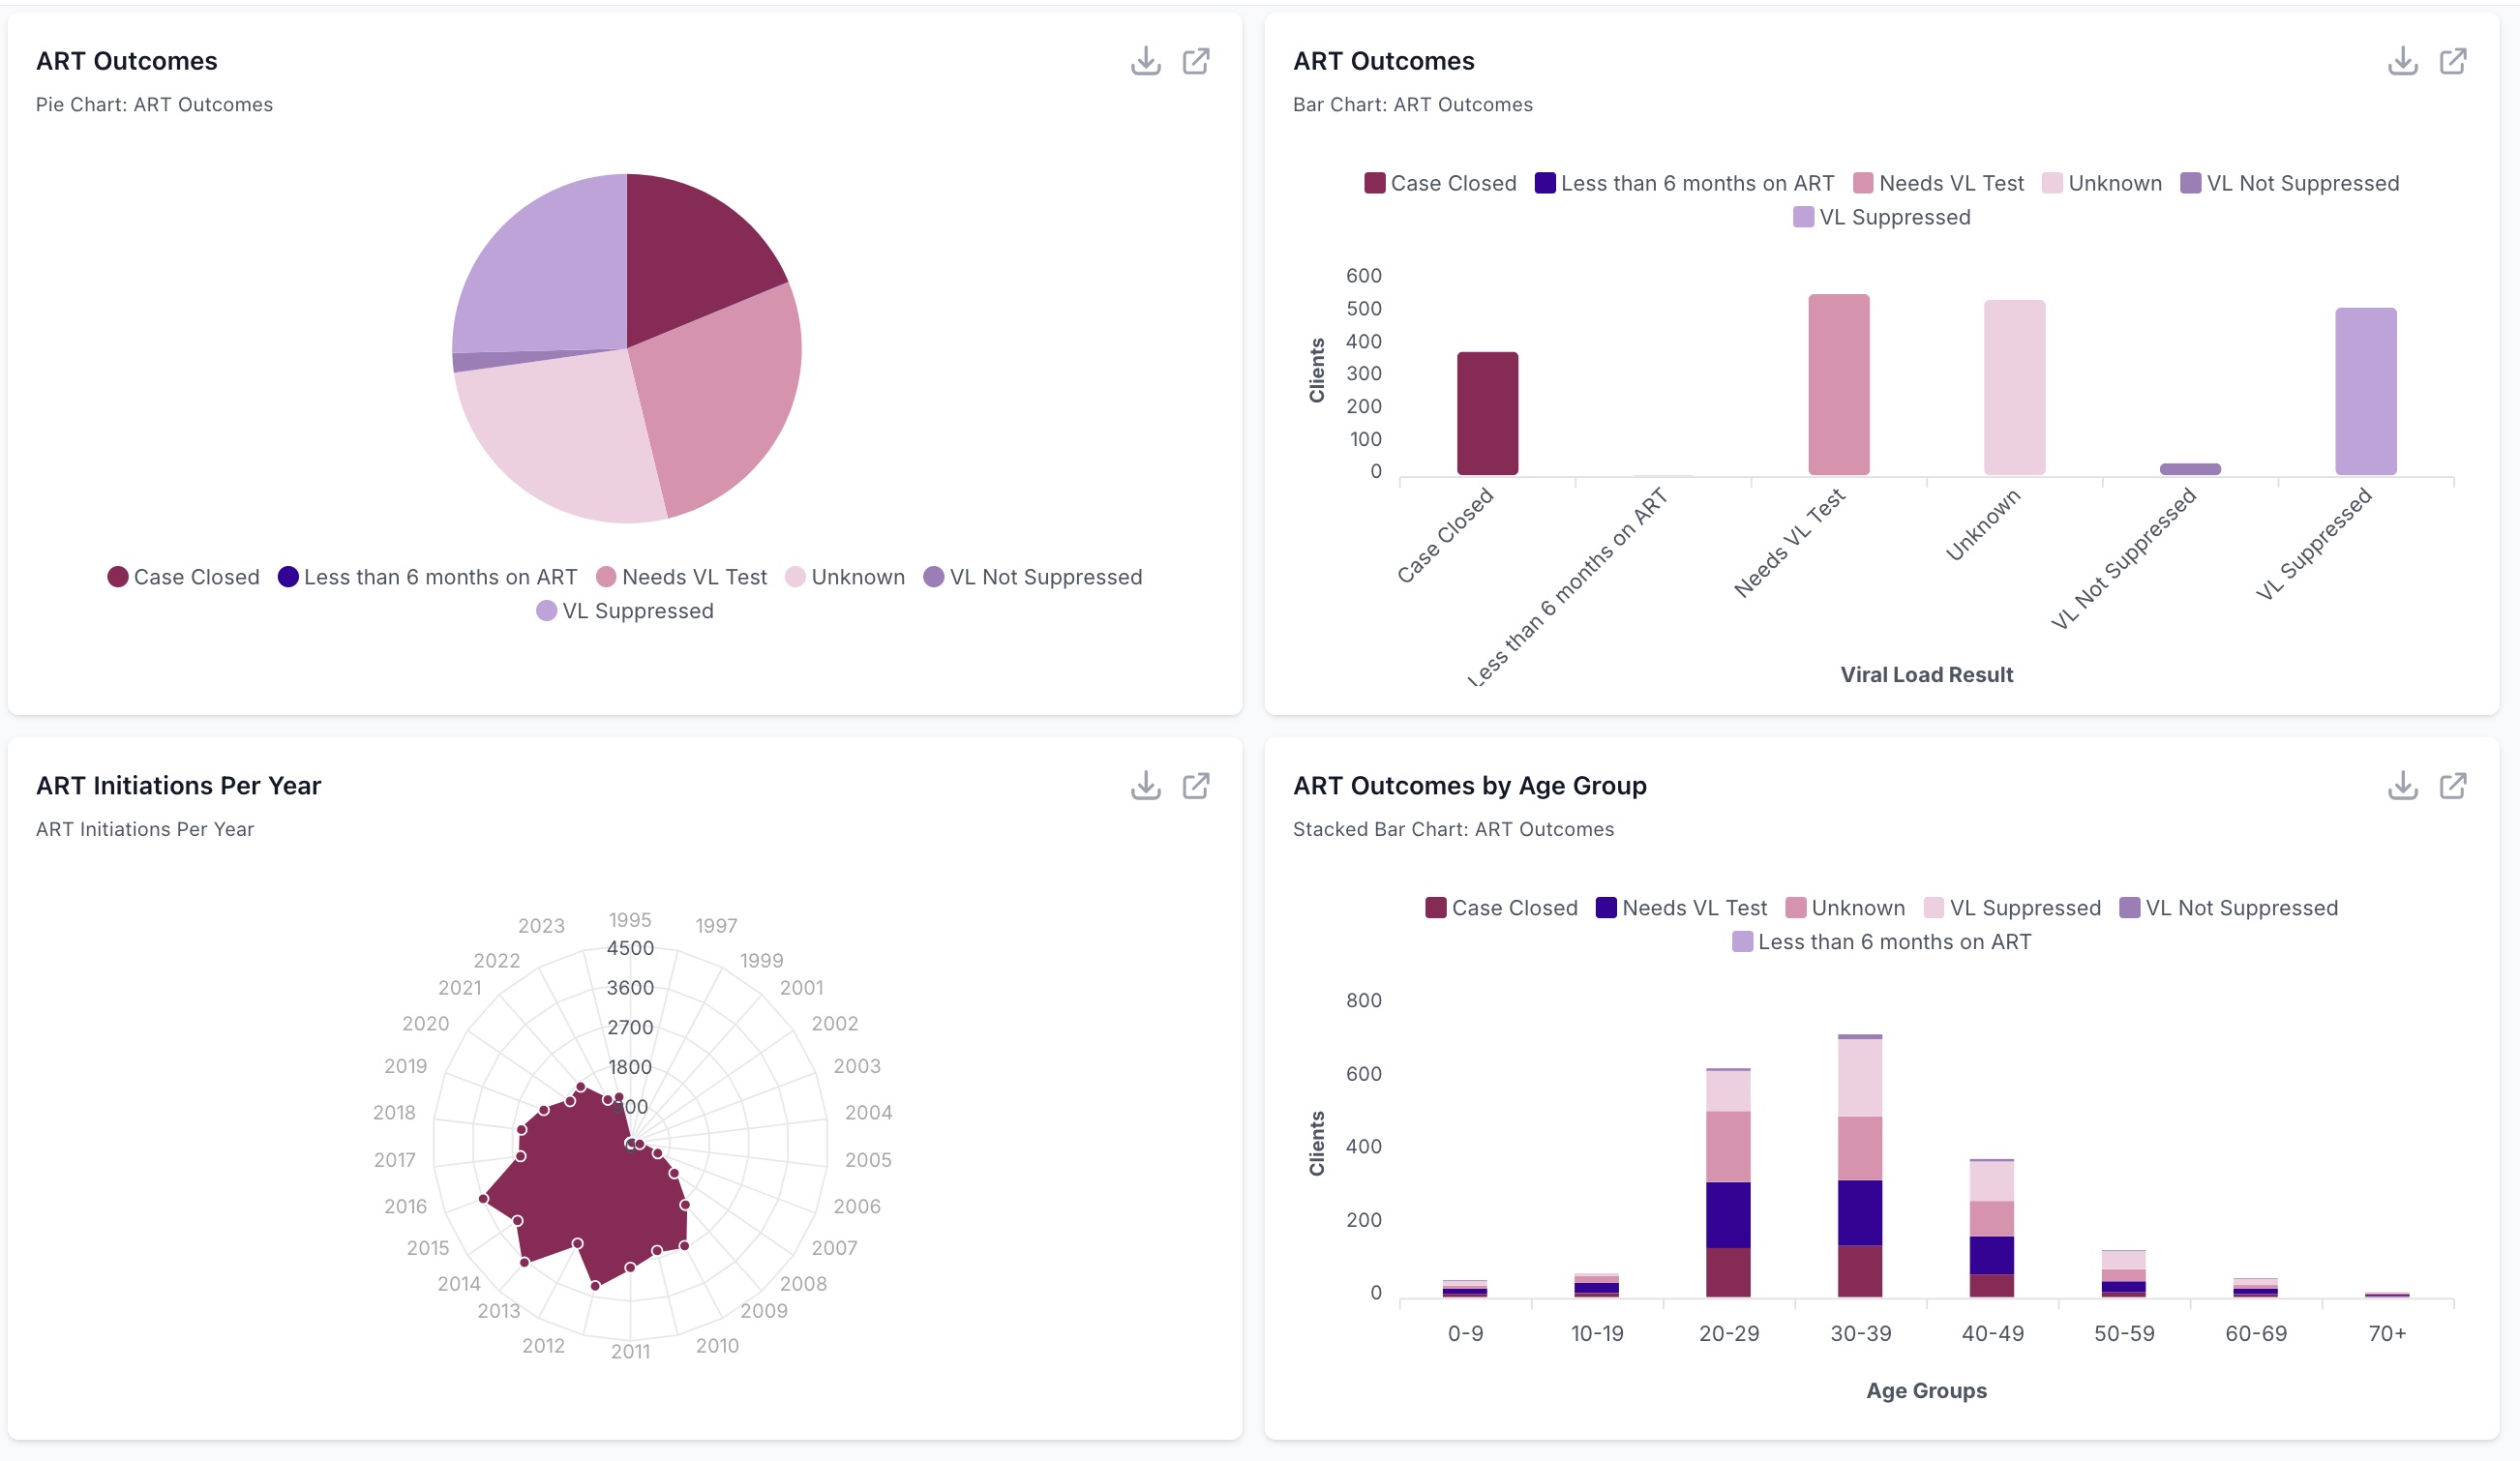 ART Outcomes
Pie Chart: ART Outcomes
Case Closed Less than 6 months on ART Needs VL Test Unknown VL Not Suppressed
VL Suppressed
ART Outcomes
Bar Chart: ART Outcomes
Case Closed Less than 6 months on ART Needs VL Test Unknown VL Not Suppressed
VL Suppressed
600
500
400
300
200
100
0
Clients
Case Closed
Less than 6 months on ART
Needs VL Test
Unknown
VL Not Suppressed
VL Suppressed
Viral Load Result
ART Initiations Per Year
ART Initiations Per Year
1995
1997
1999
2001
2002
2003
2004
2005
2006
2007
2008
2009
2010
2011
2012
2013
2014
2015
2016
2017
2018
2019
2020
2021
2022
2023
4500
3600
2700
1800
ART Outcomes by Age Group
Stacked Bar Chart: ART Outcomes
Case Closed Needs VL Test Unknown VL Suppressed VL Not Suppressed
Less than 6 months on ART
800
600
400
200
0
Clients
0-9 10-19 20-29 30-39 40-49 50-59 60-69 70+
Age Groups